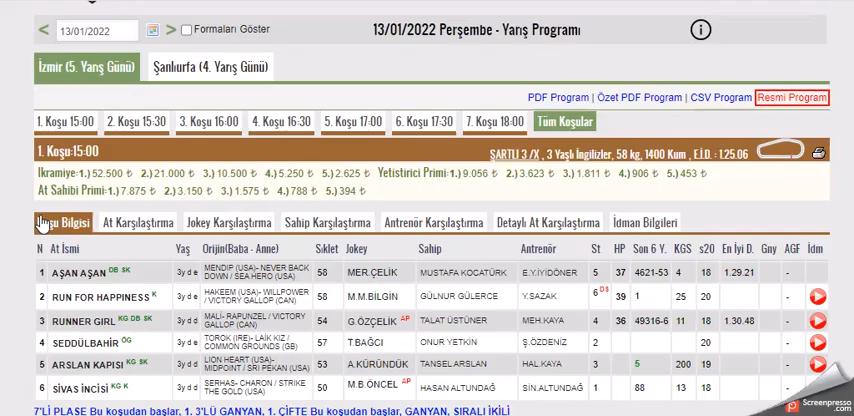 13/01/2022
Formaları Göster
13/01/2022 Perşembe - Yarış Programı
İzmir (5. Yarış Günü)
Şanlıurfa (4. Yarış Günü)
PDF Program | Özet PDF Program | CSV Program | Resmi Program
1. Koşu 15:00 2. Koşu 15:30 3. Koşu 16:00 4. Koşu 16:30 5. Koşu 17:00 6. Koşu 17:30 7. Koşu 18:00 Tüm Koşular
1. Koşu:15:00 ŞARTLI 3 /X , 3 Yaşlı İngilizler, 58 kg, 1400 Kum , E.İ.D. : 1.25.06
Ikramiye: 1.) 52.500 ₺ 2.) 21.000 ₺ 3.) 10.500 ₺ 4.) 5.250 ₺ 5.) 2.625 ₺ Yetistirici Primi: 1.) 9.056 ₺ 2.) 3.623 ₺ 3.) 1.811 ₺ 4.) 906 ₺ 5.) 453 ₺
At Sahibi Primi: 1.) 7.875 ₺ 2.) 3.150 ₺ 3.) 1.575 ₺ 4.) 788 ₺ 5.) 394 ₺
Bilgisi At Karşılaştırma Jokey Karşılaştırma Sahip Karşılaştırma Antrenör Karşılaştırma Detaylı At Karşılaştırma İdman Bilgileri
N At İsmi Yaş Orijin(Baba - Anne) Sıklet Jokey Sahip Antrenör St HP Son 6 Y. KGS s20 En İyi D. Gny AGF İdm
1 AŞAN AŞAN DB SK 3y d e MENDIP (USA)- NEVER BACK DOWN / SEA HERO (USA) 58 MER.ÇELİK MUSTAFA KOCATÜRK E.Y.İYİDÖNER 5 37 4621-53 4 18 1.29.21 -
2 RUN FOR HAPPINESS K 3y d e HAKEEM (USA)- WILLPOWER / VICTORY GALLOP (CAN) 58 M.M.BİLGİN GÜLNUR GÜLERCE Y.SAZAK 6 DS 39 1 25 20 -
3 RUNNER GIRL KG DB SK 3y d d MALİ- RAPUNZEL / VICTORY GALLOP (CAN) 54 G.ÖZÇELİK AP TALAT ÜSTÜNER MEH.KAYA 4 36 49316-6 11 18 1.30.48 -
4 SEDDÜLBAHİR ÖG 3y d d TOROK (IRE)- LAİK KIZ / COMMON GROUNDS (GB) 57 T.BAĞCI ONUR YETKİN Ş.ÖZDENİZ 2 20 -
5 ARSLAN KAPISI KG SK 3y d d LION HEART (USA)- MIDPOINT / SRI PEKAN (USA) 53 A.KURÜNDÜK TANSEL ARSLAN HAL.KAYA 3 5 200 19 -
6 SİVAS İNCİSİ KG K 3y d d SERHAS- CHARON / STRIKE THE GOLD (USA) 50 M.B.ÖNCEL AP HASAN ALTUNDAĞ SİN.ALTUNDAĞ 1 88 13 18 -
7'Lİ PLASE Bu koşudan başlar, 1. 3'LÜ GANYAN, 1. ÇİFTE Bu koşudan başlar, GANYAN, SIRALI İKİLİ
Screenpresso